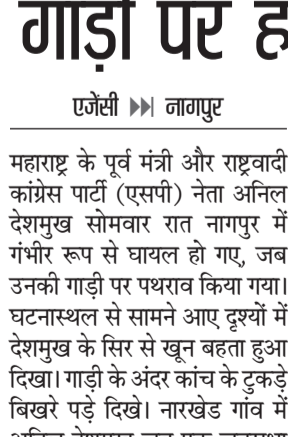 गाड़ी पर
एजेंसी नागपुर
महाराष्ट्र के पूर्व मंत्री और राष्ट्रवादी
कांग्रेस पार्टी (एसपी) नेता अनिल
देशमुख सोमवार रात नागपुर में
गंभीर रूप से घायल हो गए, जब
उनकी गाड़ी पर पथराव किया गया।
घटनास्थल से सामने आए दृश्यों में
देशमुख के सिर से खून बहता हुआ
दिखा। गाड़ी के अंदर कांच के टुकड़े
बिखरे पड़े दिखे। नारखेड गांव में